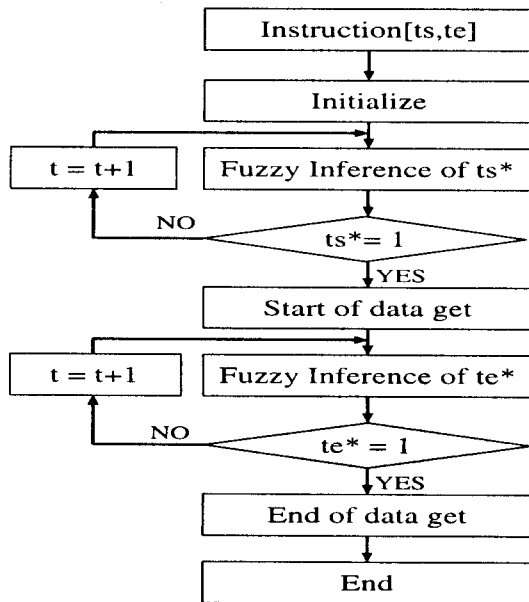 Instruction[ts,te]
Initialize
t = t+1
Fuzzy Inference of ts*
NO
ts*= 1
YES
Start of data get
t = t+1
Fuzzy Inference of te*
NO
te* = 1
YES
End of data get
End